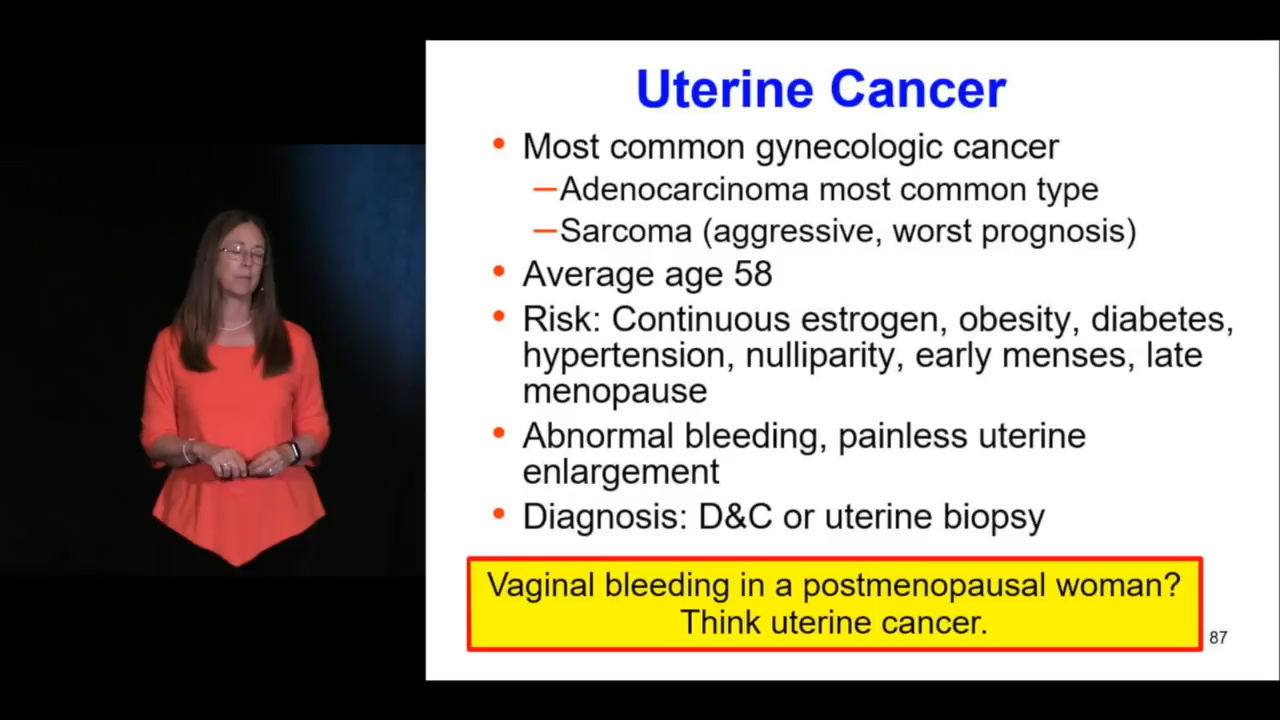 Uterine Cancer
• Most common gynecologic cancer
–Adenocarcinoma most common type
–Sarcoma (aggressive, worst prognosis)
• Average age 58
• Risk: Continuous estrogen, obesity, diabetes,
hypertension, nulliparity, early menses, late
menopause
• Abnormal bleeding, painless uterine
enlargement
• Diagnosis: D&C or uterine biopsy
Vaginal bleeding in a postmenopausal woman?
Think uterine cancer.
87